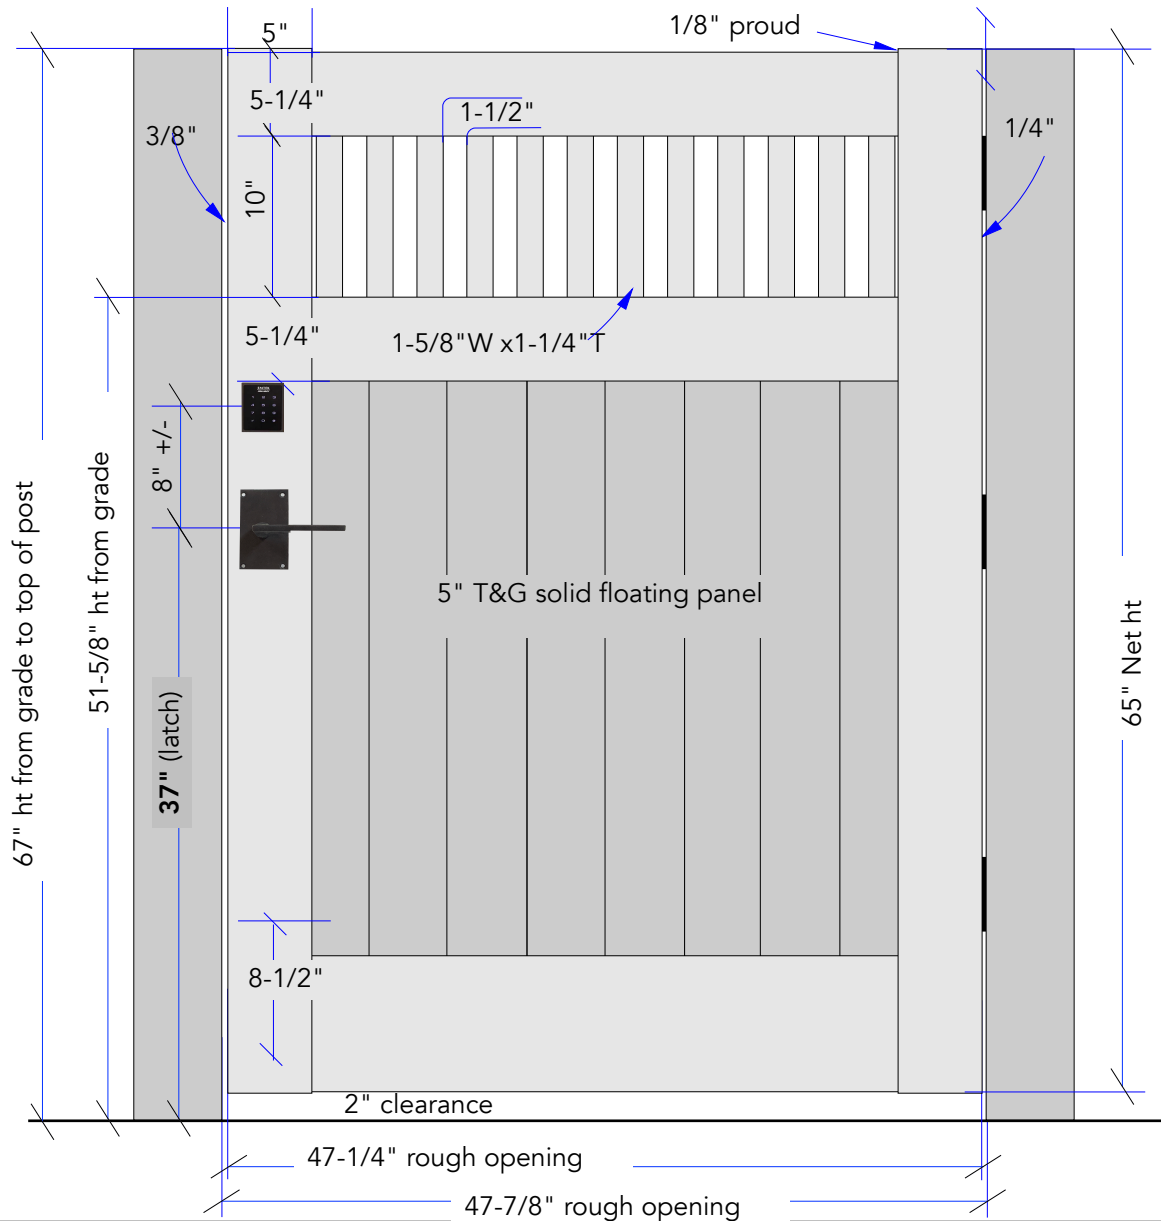 5"
1/8" proud
5-1/4"
1-1/2"
3/8"
1/4"
10"
5-1/4"
1-5/8"W x1-1/4"T
8" +/-
5" T&G solid floating panel
67" ht from grade to top of post
51-5/8" ht from grade
37" (latch)
65" Net ht
8-1/2"
2" clearance
47-1/4" rough opening
47-7/8" rough opening